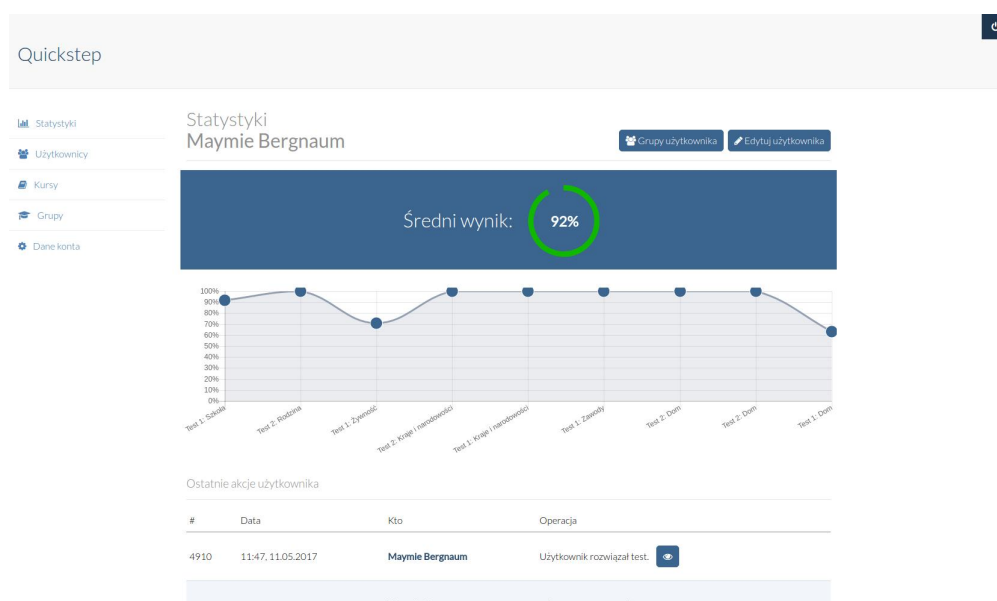 Quickstep
Statystyki
Użytkownicy
Kursy
Grupy
Dane konta
Statystyki
Maymie Bergnaum
Grupy użytkownika
Edytuj użytkownika
Średni wynik: 92%
100%
90%
80%
70%
60%
50%
40%
30%
20%
10%
0%
Test 1: Szkoła
Test 2: Rodzina
Test 1: Żywność
Test 2: Kraje i narodowości
Test 1: Kraje i narodowości
Test 1: Zawody
Test 2: Dom
Test 2: Dom
Test 1: Dom
Ostatnie akcje użytkownika
# Data Kto Operacja
4910 11:47, 11.05.2017 Maymie Bergnaum Użytkownik rozwiązał test.